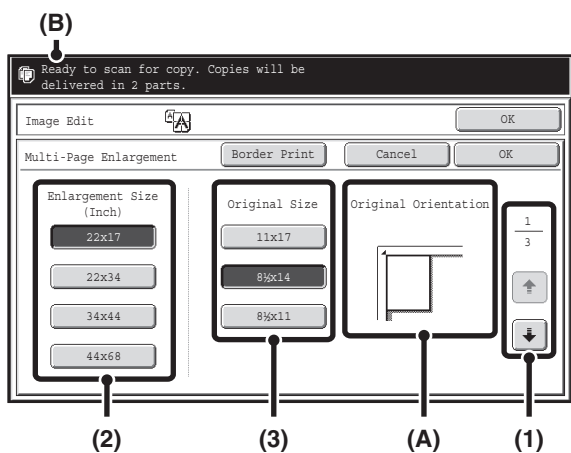 (B)
Ready to scan for copy. Copies will be
delivered in 2 parts.
Image Edit
OK
Multi-Page Enlargement
Border Print
Cancel
OK
Enlargement Size
(Inch)
22x17
22x34
34x44
44x68
Original Size
11x17
8½x14
8½x11
Original Orientation
1
3
(2)
(3)
(A)
(1)